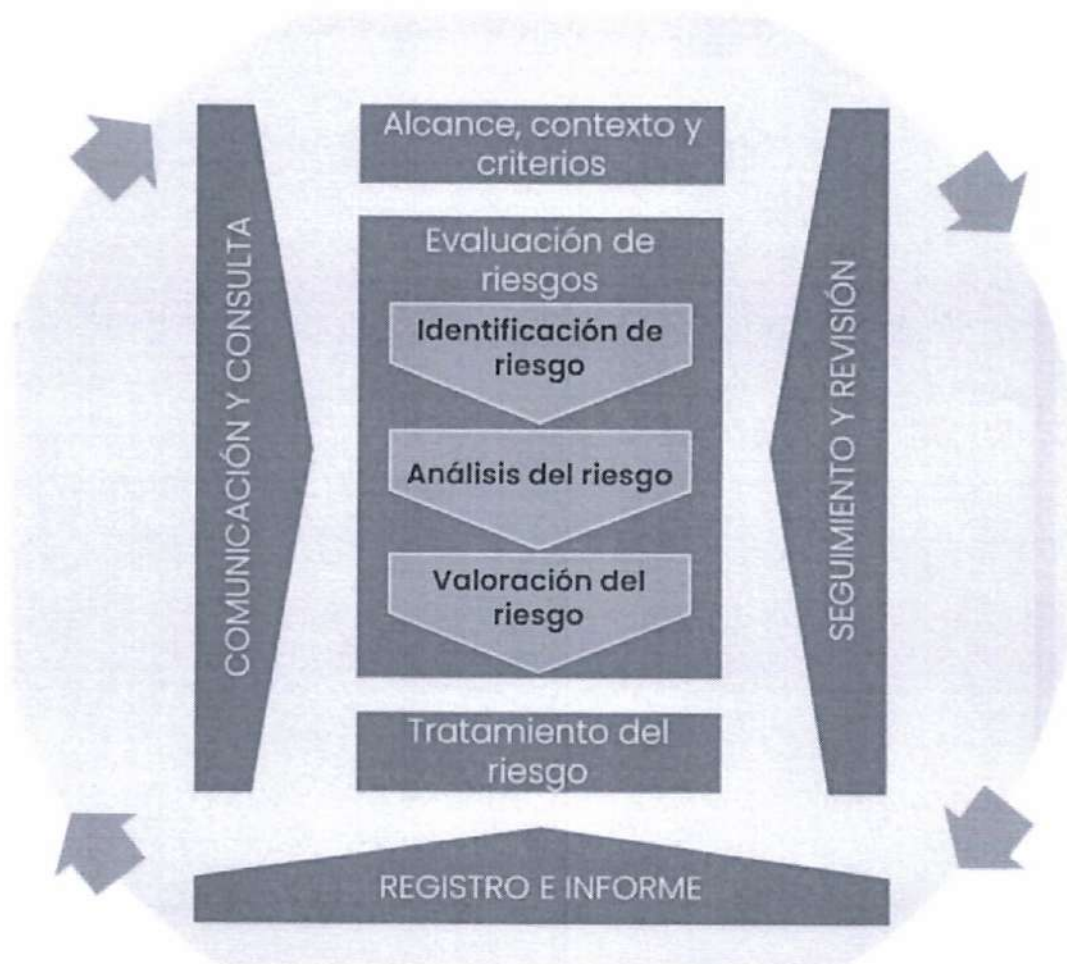 Alcance, contexto y
criterios
Evaluación de
riesgos
Identificación de
riesgo
Análisis del riesgo
Valoración del
riesgo
Tratamiento del
riesgo
COMUNICACIÓN Y CONSULTA
SEGUIMIENTO Y REVISIÓN
REGISTRO E INFORME